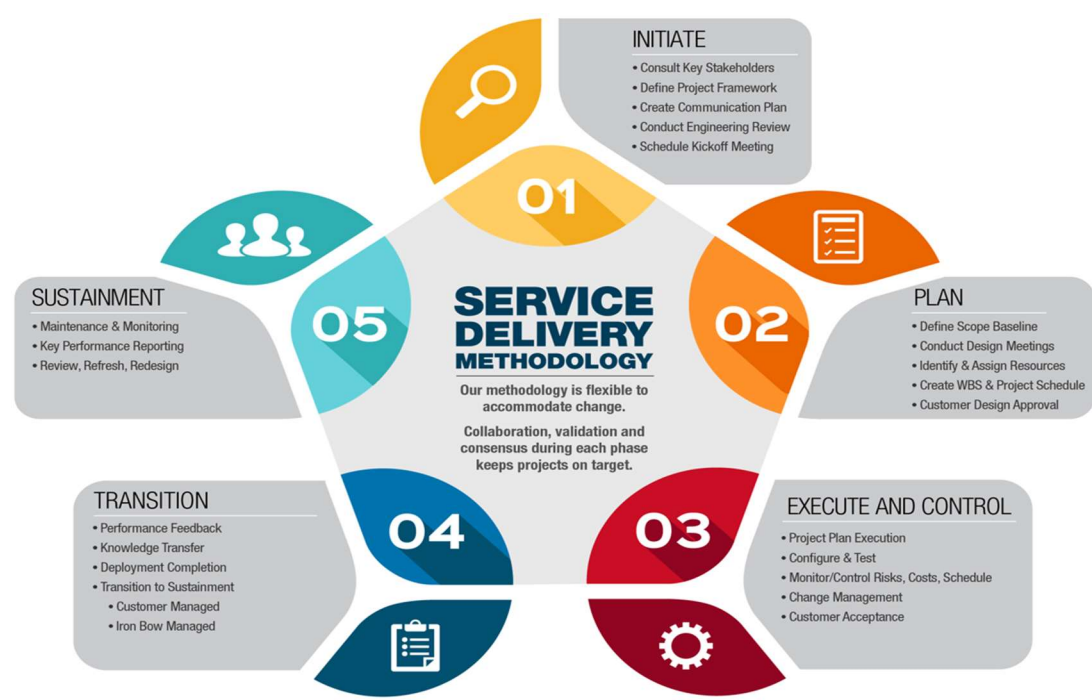 INITIATE
• Consult Key Stakeholders
• Define Project Framework
• Create Communication Plan
• Conduct Engineering Review
• Schedule Kickoff Meeting
01
SERVICE
DELIVERY
METHODOLOGY
Our methodology is flexible to
accommodate change.
Collaboration, validation and
consensus during each phase
keeps projects on target.
02
PLAN
• Define Scope Baseline
• Conduct Design Meetings
• Identify & Assign Resources
• Create WBS & Project Schedule
• Customer Design Approval
03
EXECUTE AND CONTROL
• Project Plan Execution
• Configure & Test
• Monitor/Control Risks, Costs, Schedule
• Change Management
• Customer Acceptance
04
TRANSITION
• Performance Feedback
• Knowledge Transfer
• Deployment Completion
• Transition to Sustainment
• Customer Managed
• Iron Bow Managed
05
SUSTAINMENT
• Maintenance & Monitoring
• Key Performance Reporting
• Review, Refresh, Redesign